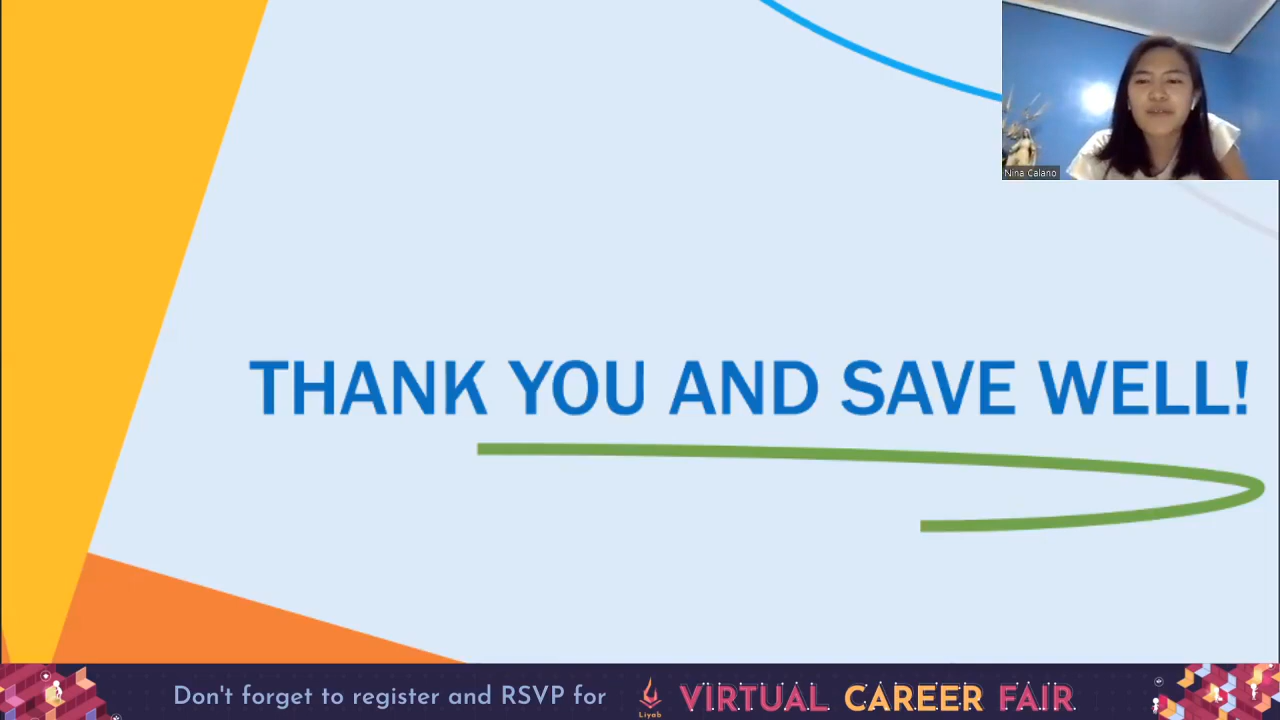 Nina Calano
THANK YOU AND SAVE WELL!
Don't forget to register and RSVP for
Liyab
VIRTUAL CAREER FAIR